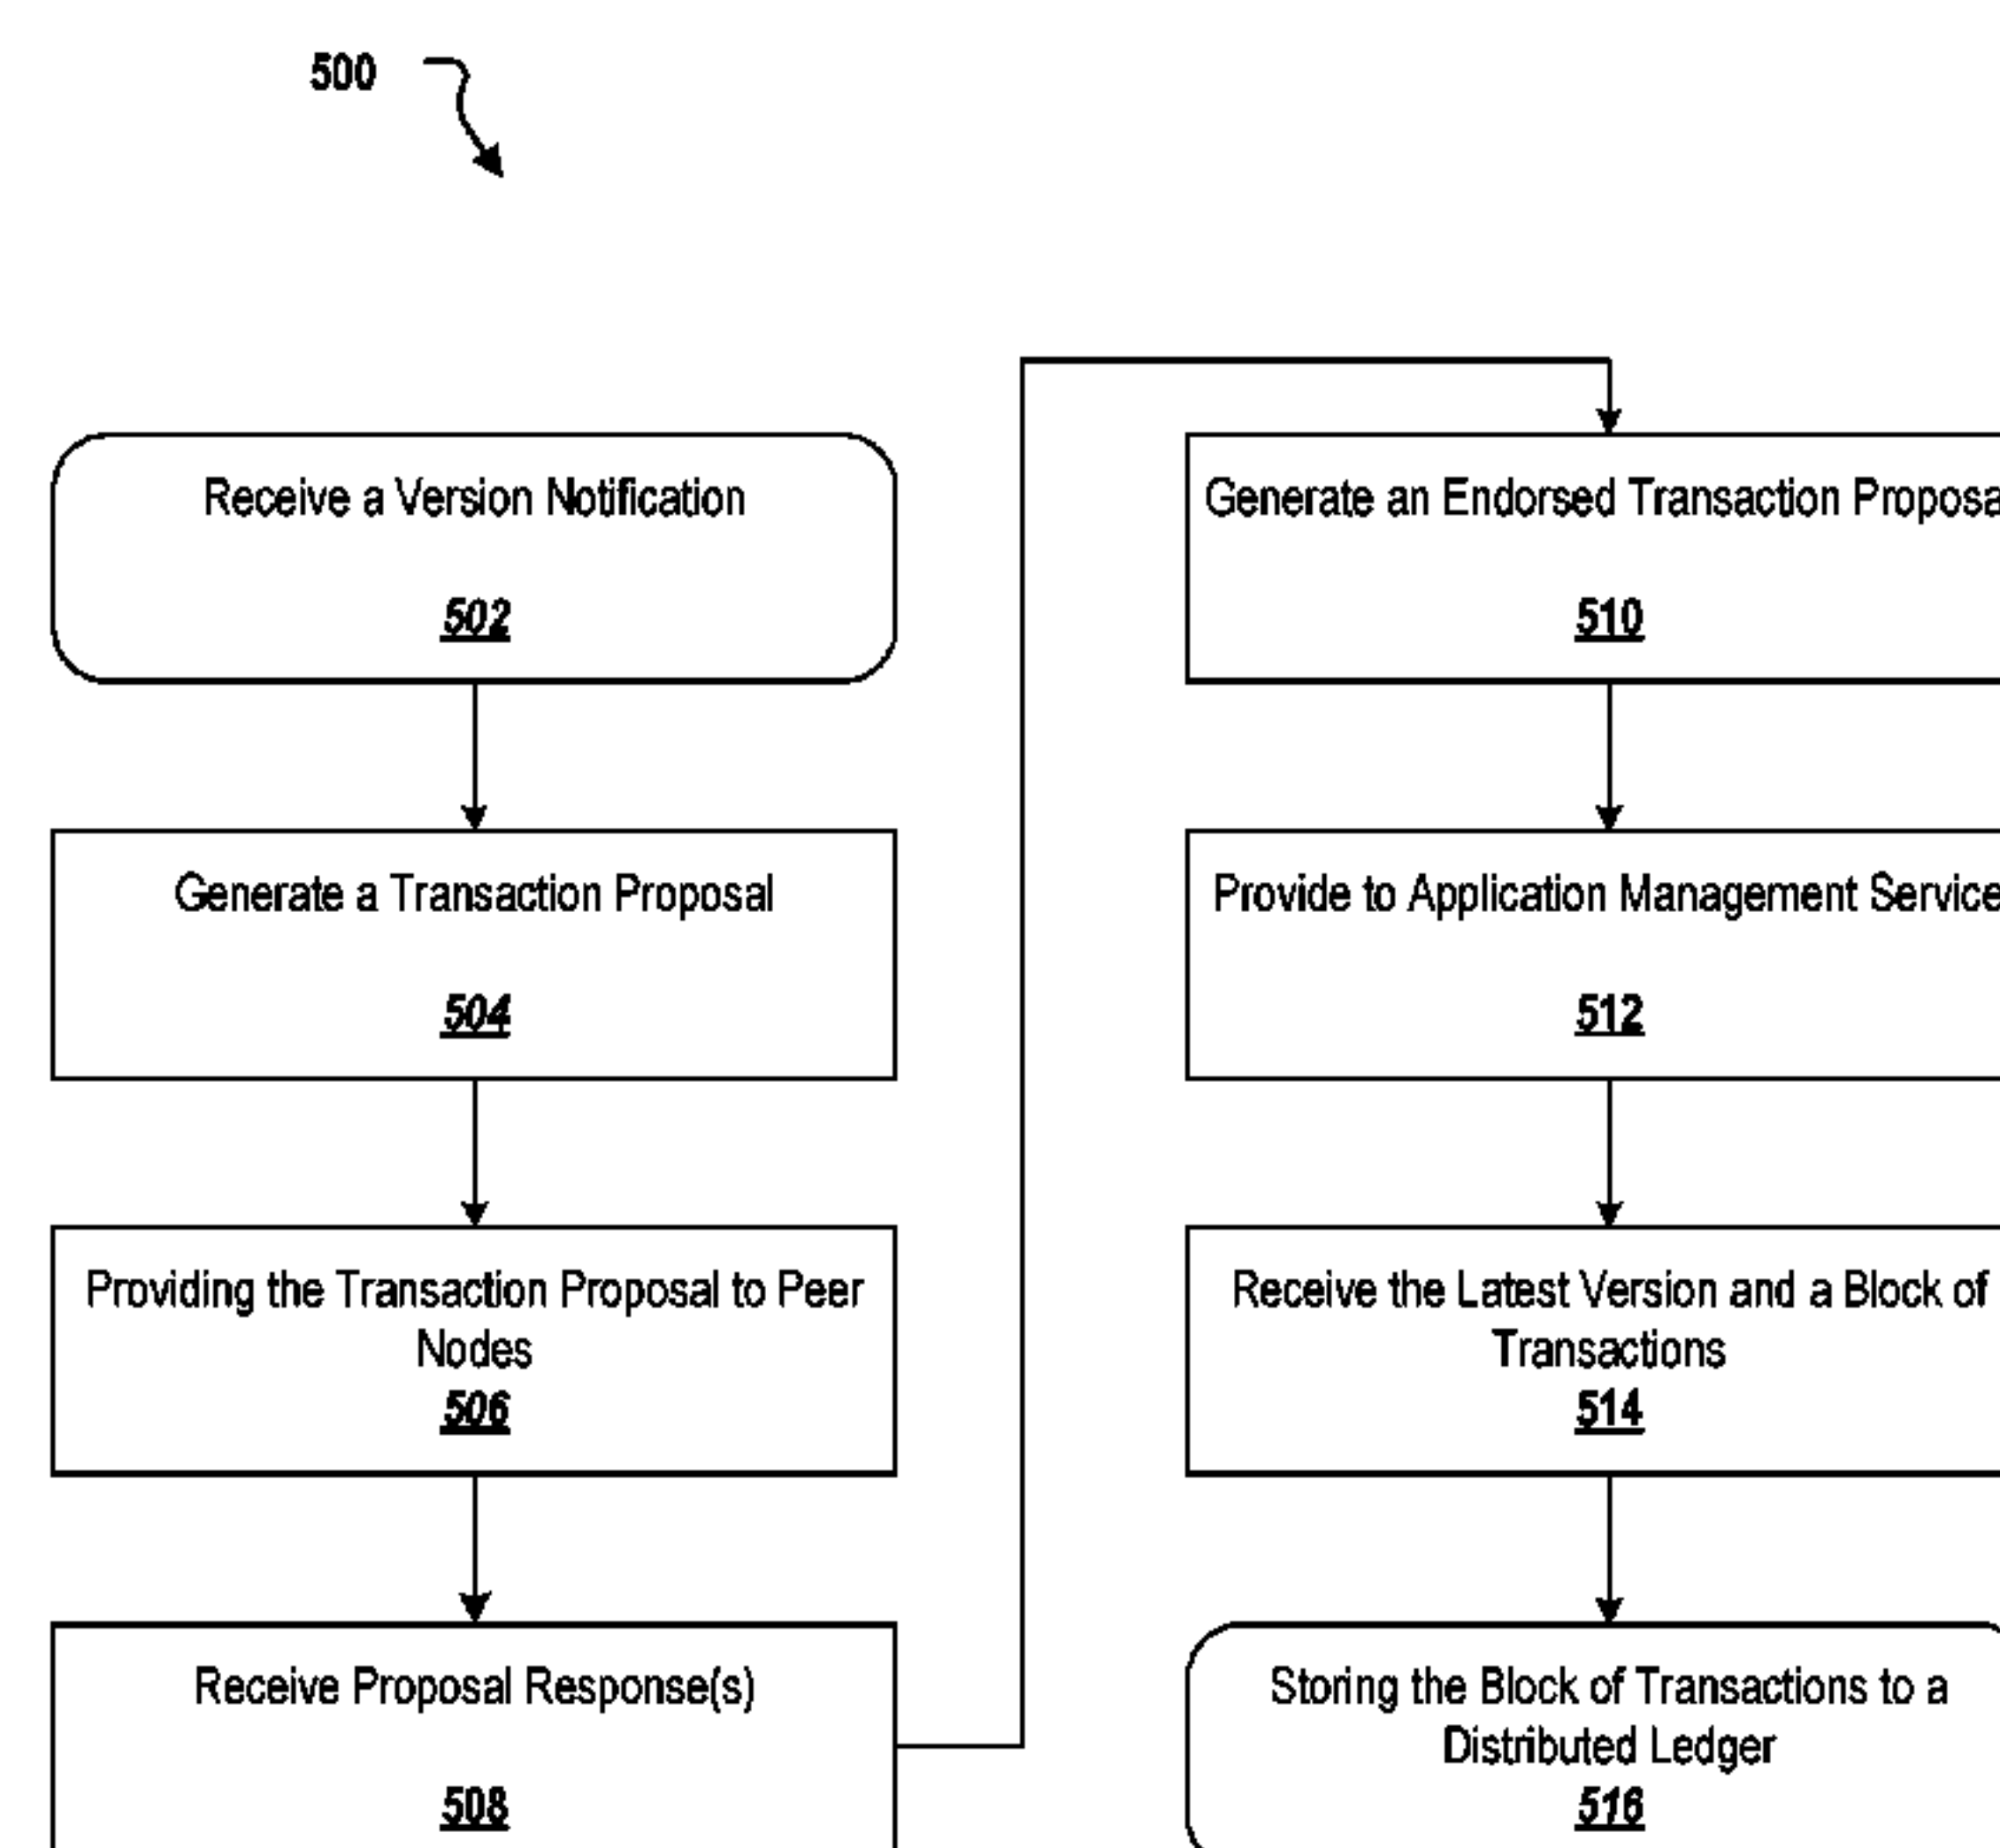 500
Receive a Version Notification
502
Generate a Transaction Proposal
504
Providing the Transaction Proposal to Peer
Nodes
506
Receive Proposal Response(s)
508
Generate an Endorsed Transaction Proposa
510
Provide to Application Management Service
512
Receive the Latest Version and a Block of
Transactions
514
Storing the Block of Transactions to a
Distributed Ledger
516